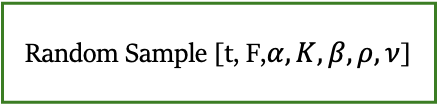 Random Sample [t, F,𝛼, 𝐾, 𝛽, 𝜌, 𝜈]